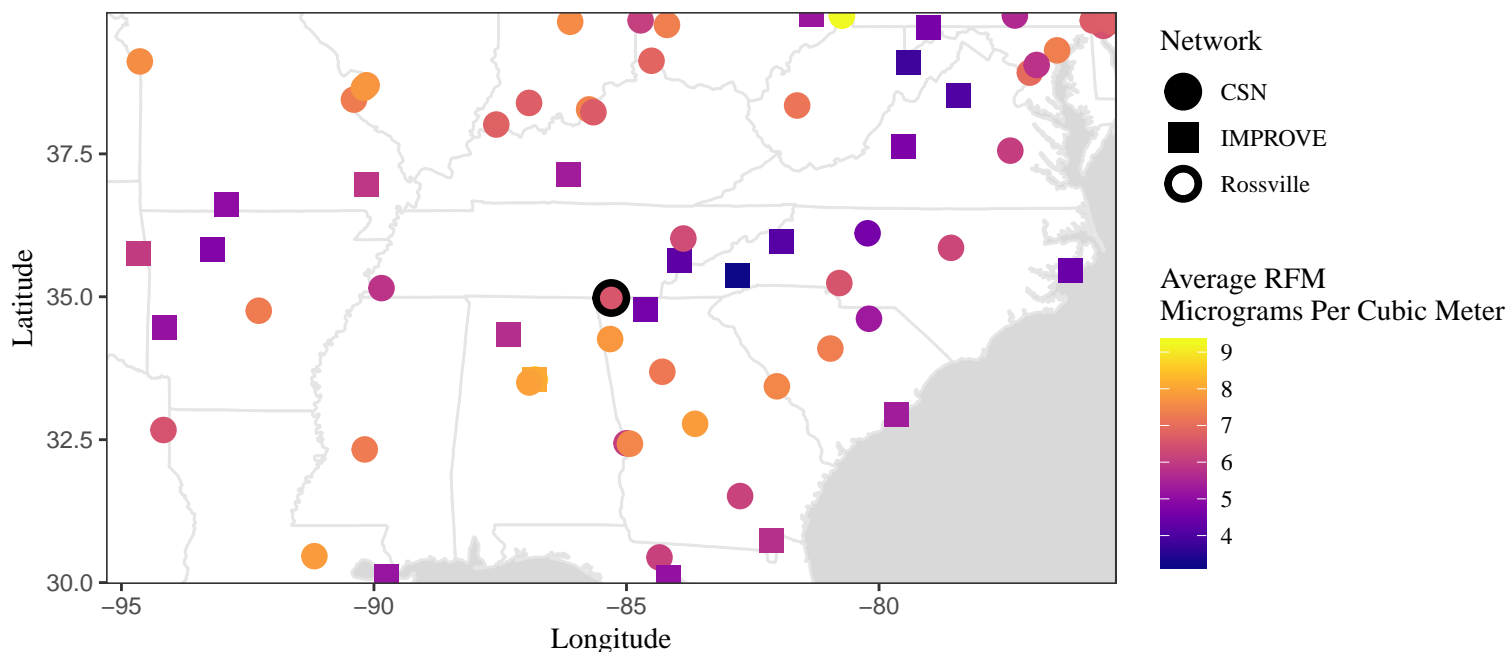 37.5
35.0
32.5
30.0
Latitude
−95
−90
−85
−80
Longitude
Network
CSN
IMPROVE
Rossville
Average RFM
Micrograms Per Cubic Meter
9
8
7
6
5
4